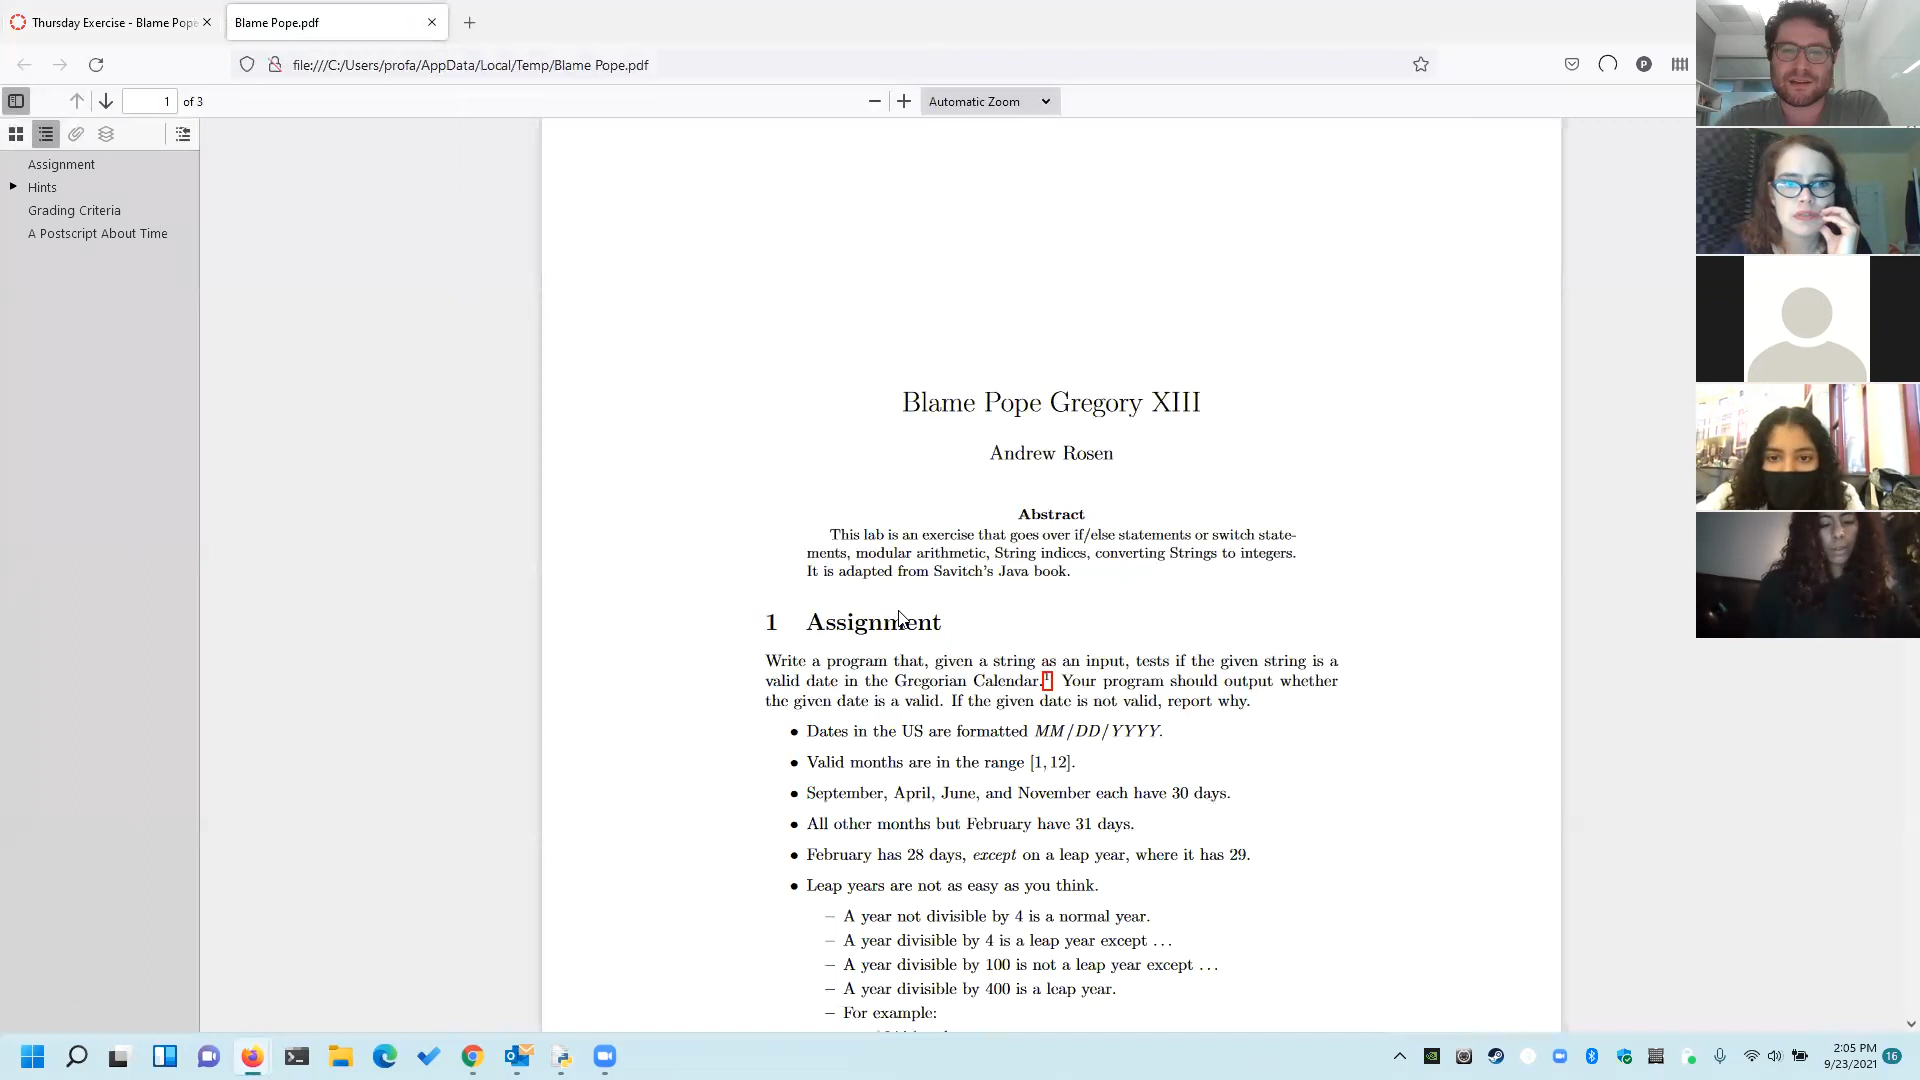 Thursday Exercise - Blame Pope
Blame Pope.pdf
file:///C:/Users/profa/AppData/Local/Temp/Blame Pope.pdf
P
1 of 3
Automatic Zoom
Assignment
Hints
Grading Criteria
A Postscript About Time
Blame Pope Gregory XIII
Andrew Rosen
Abstract
This lab is an exercise that goes over if/else statements or switch state-
ments, modular arithmetic, String indices, converting Strings to integers.
It is adapted from Savitch's Java book.
1 Assignment
Write a program that, given a string as an input, tests if the given string is a
valid date in the Gregorian Calendar.1 Your program should output whether
the given date is a valid. If the given date is not valid, report why.
• Dates in the US are formatted MM/DD/YYYY.
• Valid months are in the range [1, 12].
• September, April, June, and November each have 30 days.
• All other months but February have 31 days.
• February has 28 days, except on a leap year, where it has 29.
• Leap years are not as easy as you think.
– A year not divisible by 4 is a normal year.
– A year divisible by 4 is a leap year except ...
– A year divisible by 100 is not a leap year except ...
– A year divisible by 400 is a leap year.
– For example:
2:05 PM
9/23/2021
16